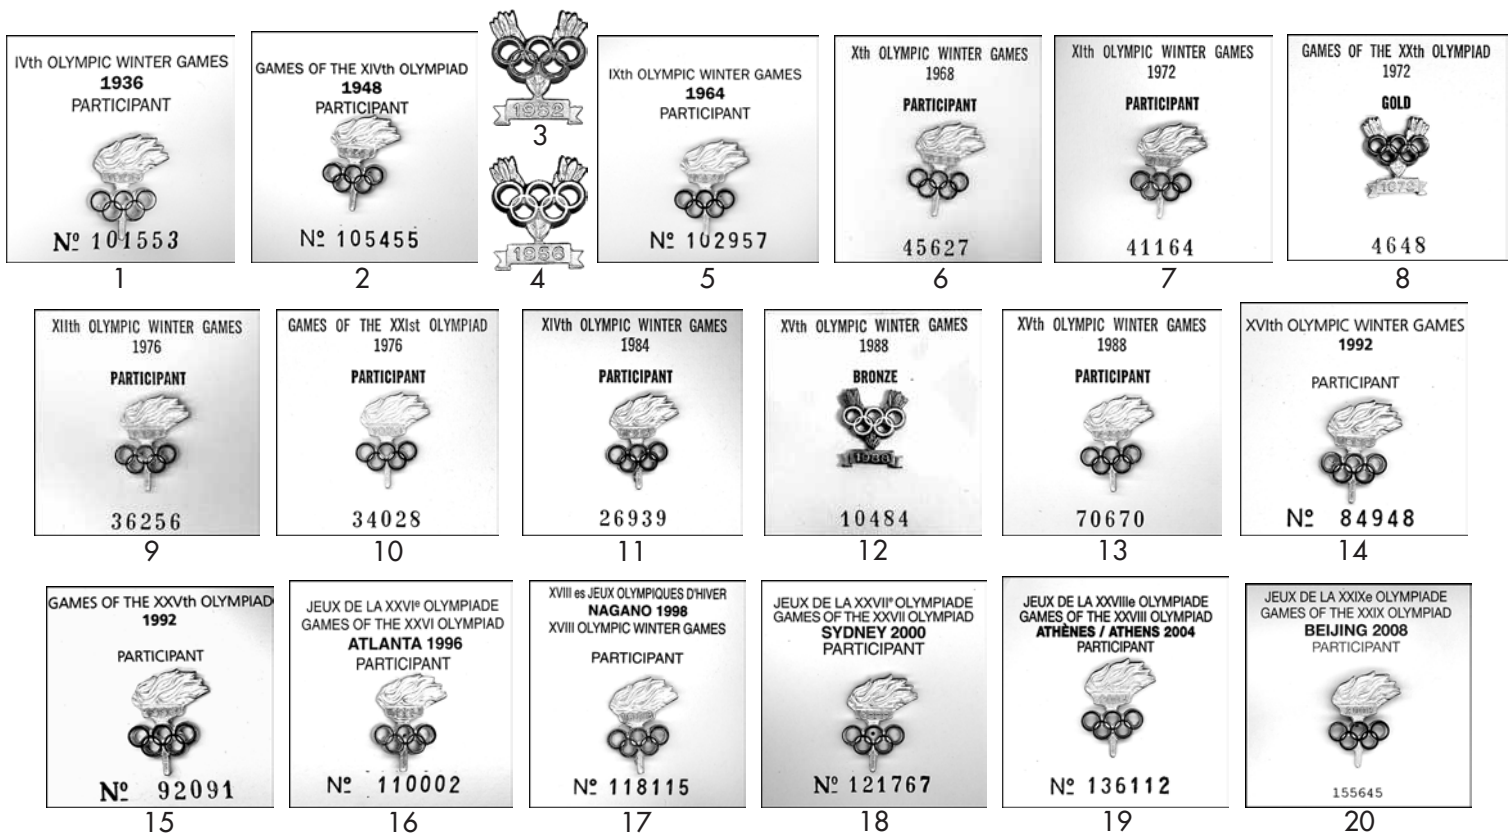 IVth OLYMPIC WINTER GAMES
1936
PARTICIPANT
Nº 101553
1
GAMES OF THE XIVth OLYMPIAD
1948
PARTICIPANT
Nº 105455
2
1952
3
1956
4
IXth OLYMPIC WINTER GAMES
1964
PARTICIPANT
Nº 102957
5
Xth OLYMPIC WINTER GAMES
1968
PARTICIPANT
45627
6
XIth OLYMPIC WINTER GAMES
1972
PARTICIPANT
41164
7
GAMES OF THE XXth OLYMPIAD
1972
GOLD
1972
4648
8
XIIth OLYMPIC WINTER GAMES
1976
PARTICIPANT
36256
9
GAMES OF THE XXIst OLYMPIAD
1976
PARTICIPANT
34028
10
XIVth OLYMPIC WINTER GAMES
1984
PARTICIPANT
26939
11
XVth OLYMPIC WINTER GAMES
1988
BRONZE
1988
10484
12
XVth OLYMPIC WINTER GAMES
1988
PARTICIPANT
70670
13
XVIth OLYMPIC WINTER GAMES
1992
PARTICIPANT
Nº 84948
14
GAMES OF THE XXVth OLYMPIAD
1992
PARTICIPANT
Nº 92091
15
JEUX DE LA XXVIᵉ OLYMPIADE
GAMES OF THE XXVI OLYMPIAD
ATLANTA 1996
PARTICIPANT
Nº 110002
16
XVIII es JEUX OLYMPIQUES D'HIVER
NAGANO 1998
XVIII OLYMPIC WINTER GAMES
PARTICIPANT
Nº 118115
17
JEUX DE LA XXVIIᵉ OLYMPIADE
GAMES OF THE XXVII OLYMPIAD
SYDNEY 2000
PARTICIPANT
Nº 121767
18
JEUX DE LA XXVIIIe OLYMPIADE
GAMES OF THE XXVIII OLYMPIAD
ATHÈNES / ATHENS 2004
PARTICIPANT
Nº 136112
19
JEUX DE LA XXIXe OLYMPIADE
GAMES OF THE XXIX OLYMPIAD
BEIJING 2008
PARTICIPANT
2008
155645
20